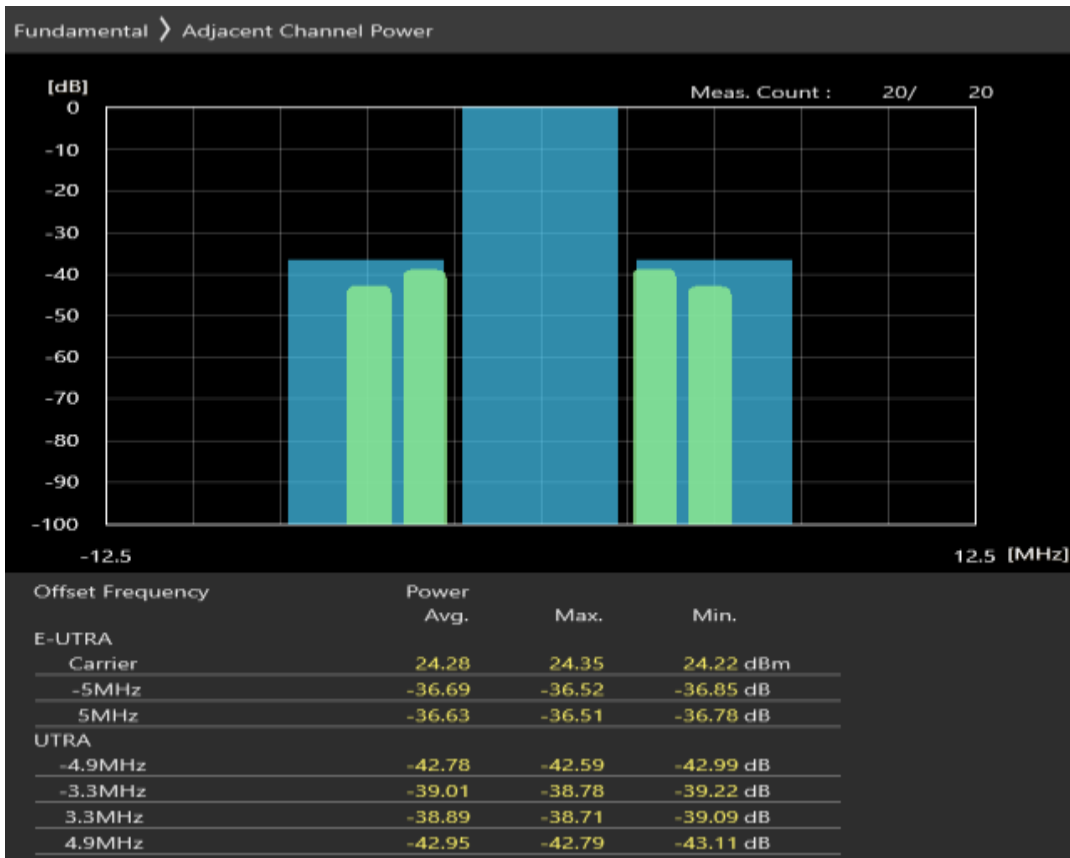 Fundamental ❯ Adjacent Channel Power
[dB]
Meas. Count : 20/ 20
0
-10
-20
-30
-40
-50
-60
-70
-80
-90
-100
-12.5 12.5 [MHz]
Offset Frequency Power
Avg. Max. Min.
E-UTRA
Carrier 24.28 24.35 24.22 dBm
-5MHz -36.69 -36.52 -36.85 dB
5MHz -36.63 -36.51 -36.78 dB
UTRA
-4.9MHz -42.78 -42.59 -42.99 dB
-3.3MHz -39.01 -38.78 -39.22 dB
3.3MHz -38.89 -38.71 -39.09 dB
4.9MHz -42.95 -42.79 -43.11 dB